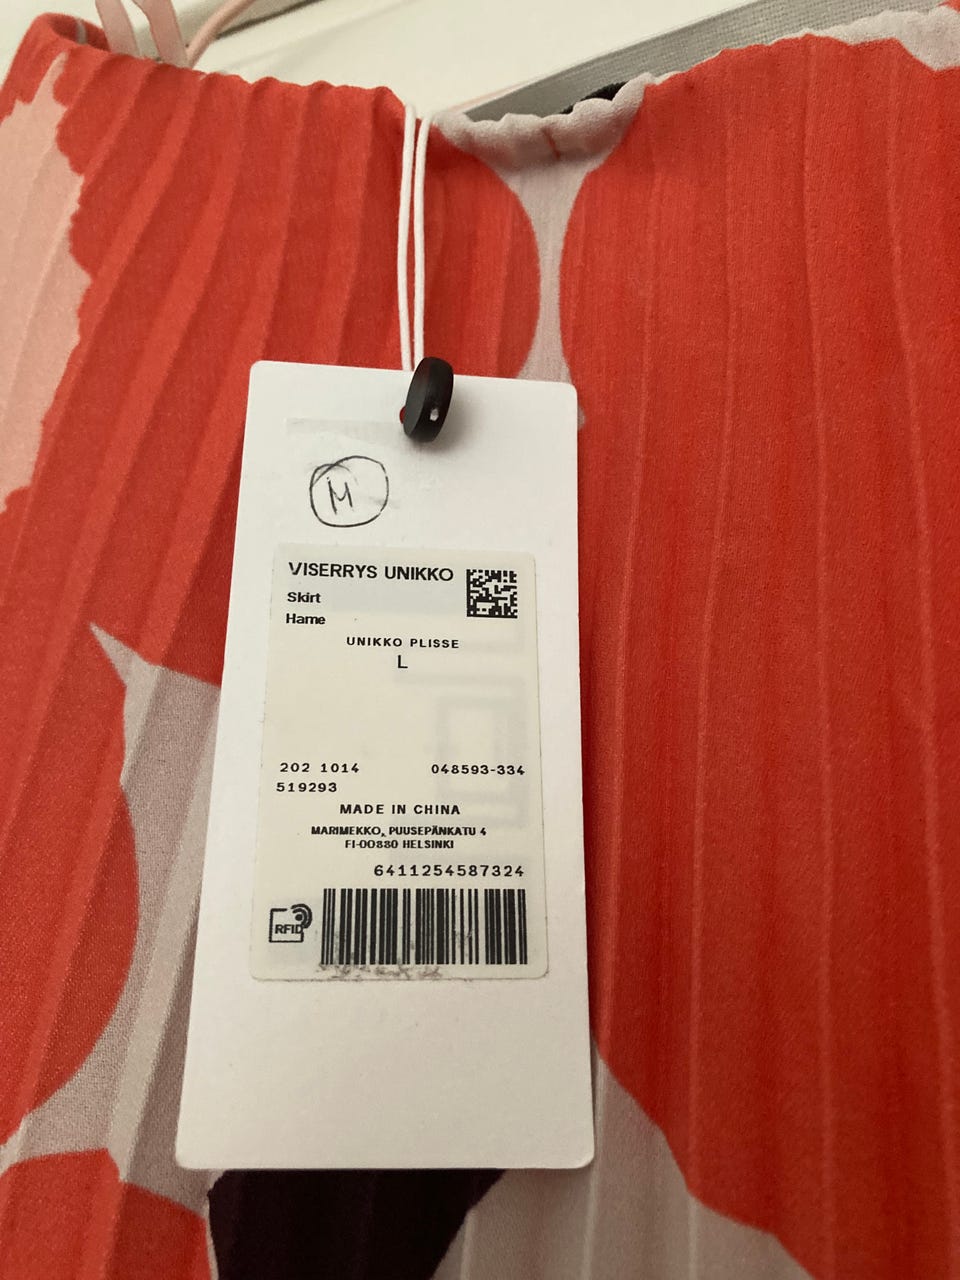 M
VISERRYS UNIKKO
Skirt
Hame
UNIKKO PLISSE
L
202 1014
048593-334
519293
MADE IN CHINA
MARIMEKKO, PUUSEPÄNKATU 4
FI-00880 HELSINKI
6411254587324
RFID